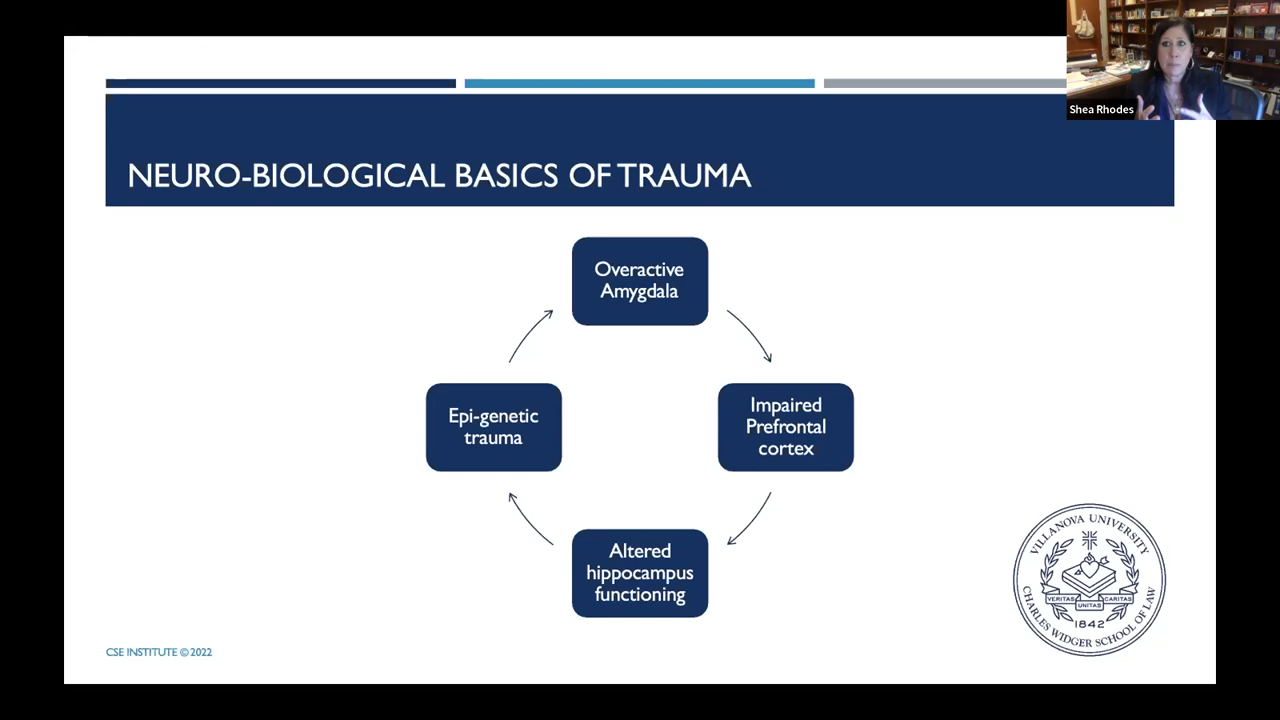 Shea Rhodes
NEURO-BIOLOGICAL BASICS OF TRAUMA
Overactive
Amygdala
Epi-genetic
trauma
Impaired
Prefrontal
cortex
Altered
hippocampus
functioning
VILLANOVA UNIVERSITY
VERITAS
UNITAS
CARITAS
1842
CHARLES WIDGER SCHOOL OF LAW
CSE INSTITUTE © 2022